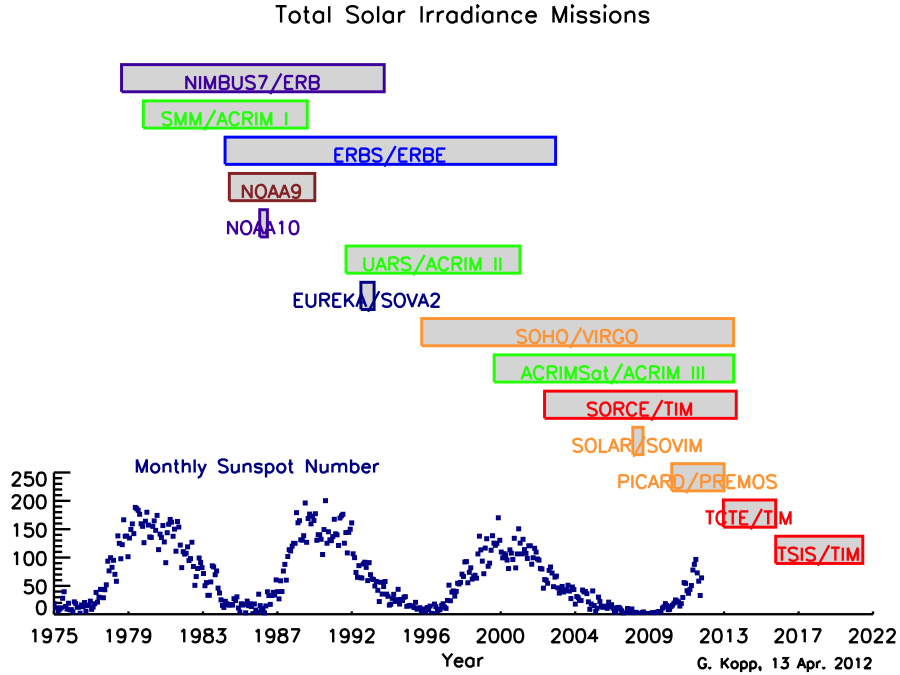 Total Solar Irradiance Missions
NIMBUS7/ERB
SMM/ACRIM I
ERBS/ERBE
NOAA9
NOAA10
UARS/ACRIM II
EUREKA/SOVA2
SOHO/VIRGO
ACRIMSat/ACRIM III
SORCE/TIM
SOLAR/SOVIM
Monthly Sunspot Number
PICARD/PREMOS
TCTE/TIM
TSIS/TIM
250
200
150
100
50
0
1975 1979 1983 1987 1992 1996 2000 2004 2009 2013 2017 2022
Year
G. Kopp, 13 Apr. 2012